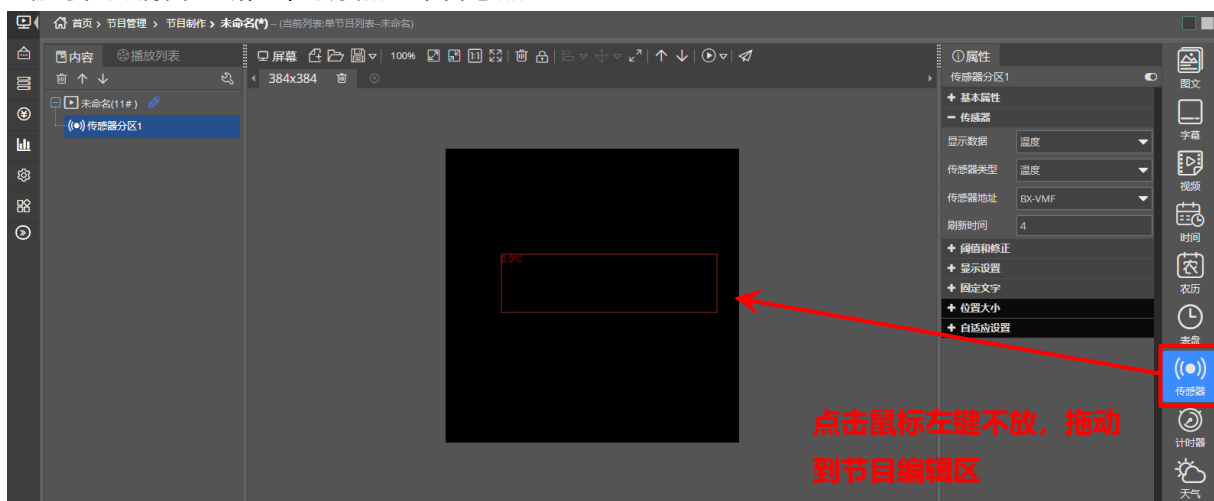 首页 › 节目管理 › 节目制作 › 未命名(*) – (当前列表:单节目列表--未命名)
内容 播放列表
屏幕 100% 1:1
属性
384x384
传感器分区1
未命名(11#)
传感器分区1
+ 基本属性
− 传感器
显示数据 温度
传感器类型 温度
传感器地址 BX-VMF
刷新时间 4
+ 阈值和修正
+ 显示设置
+ 固定文字
+ 位置大小
+ 自适应设置
0.0℃
图文
字幕
视频
时间
农
农历
表盘
传感器
计时器
天气
点击鼠标左键不放，拖动
到节目编辑区